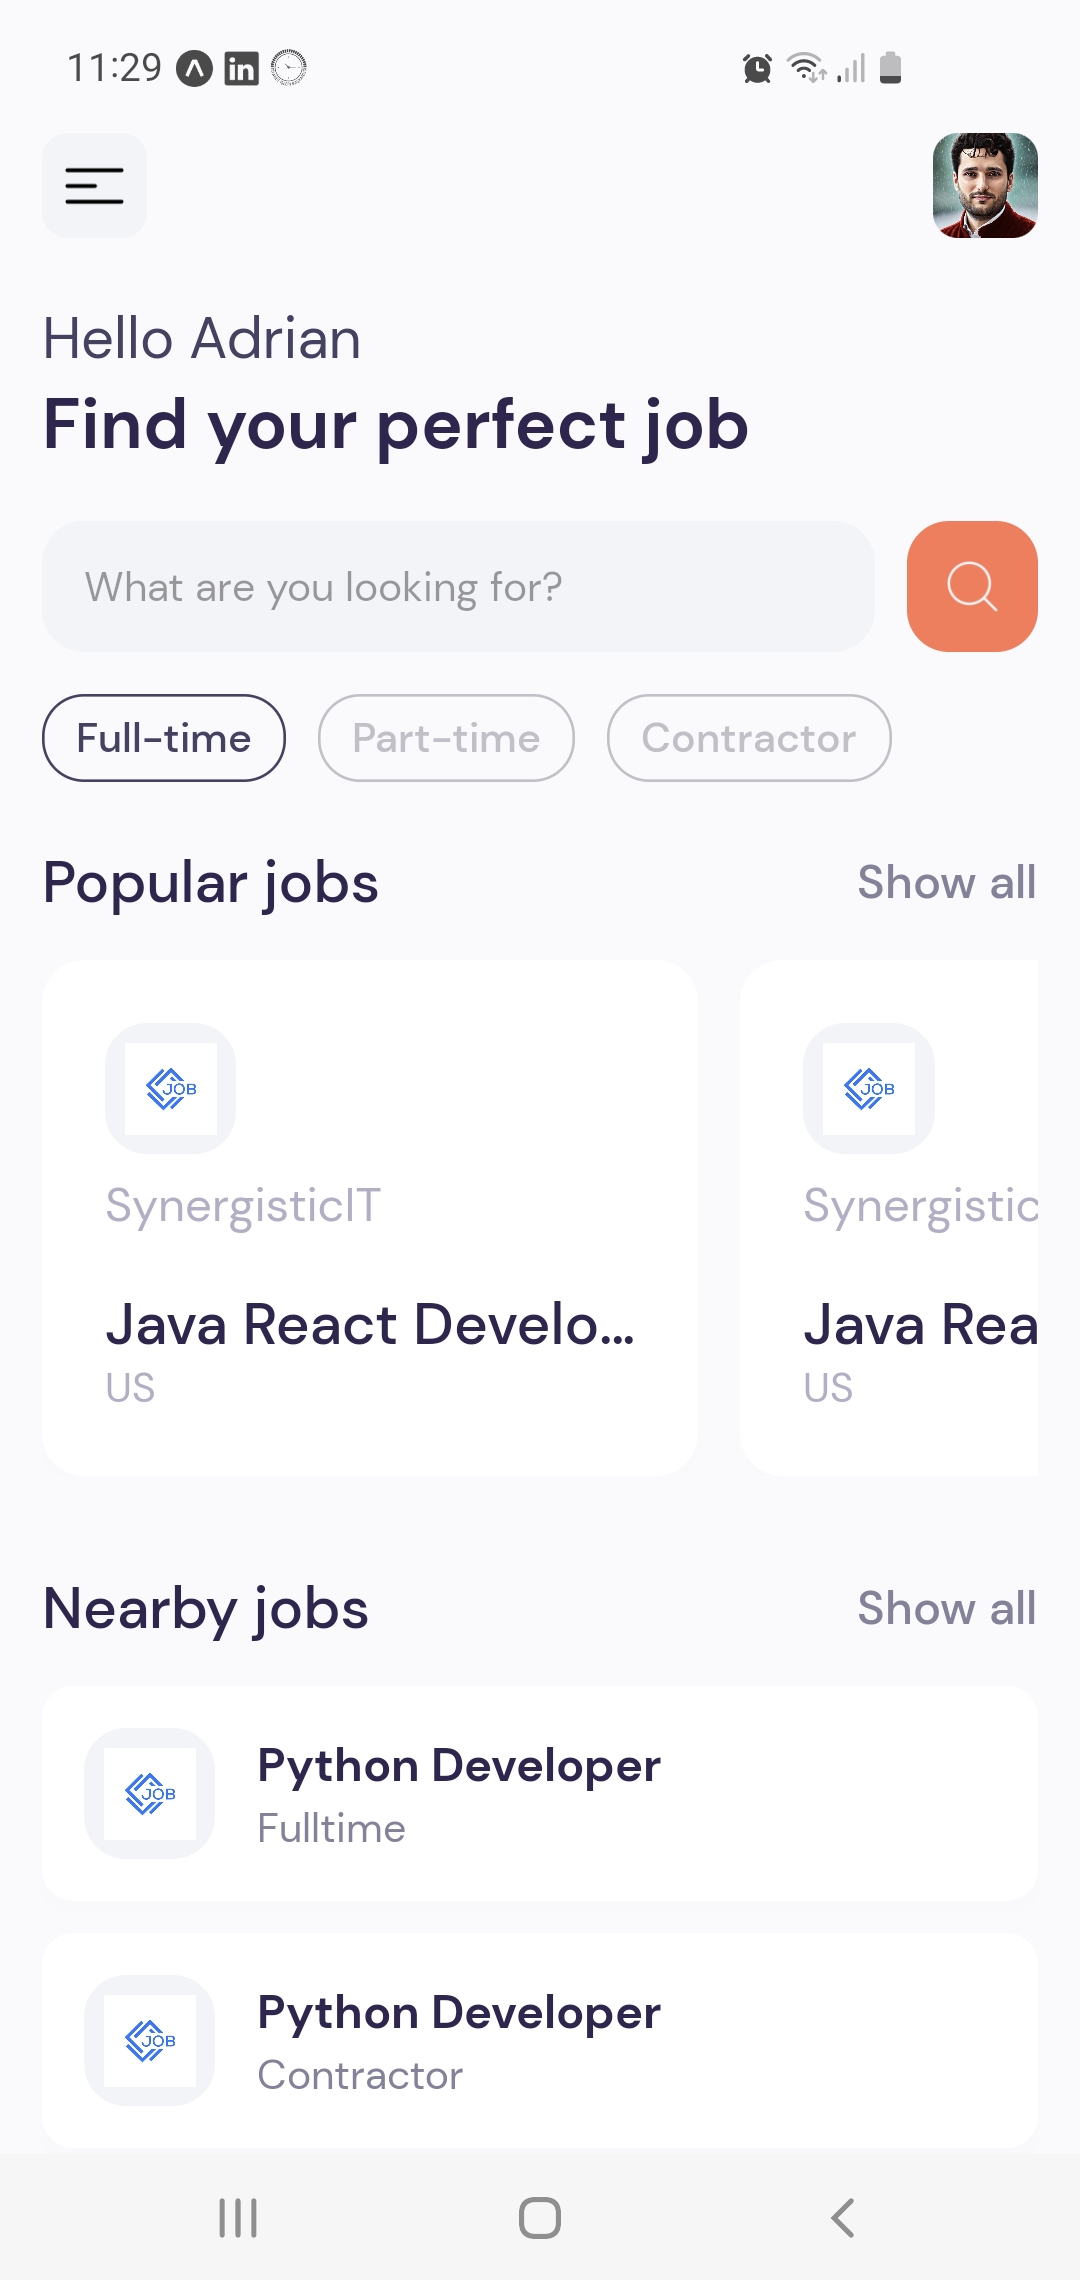 11:29
in
Hello Adrian
Find your perfect job
What are you looking for?
Full-time Part-time Contractor
Popular jobs Show all
JOB JOB
SynergisticIT Synergistic
Java React Develo... Java Rea
US US
Nearby jobs Show all
JOB
Python Developer
Fulltime
JOB
Python Developer
Contractor